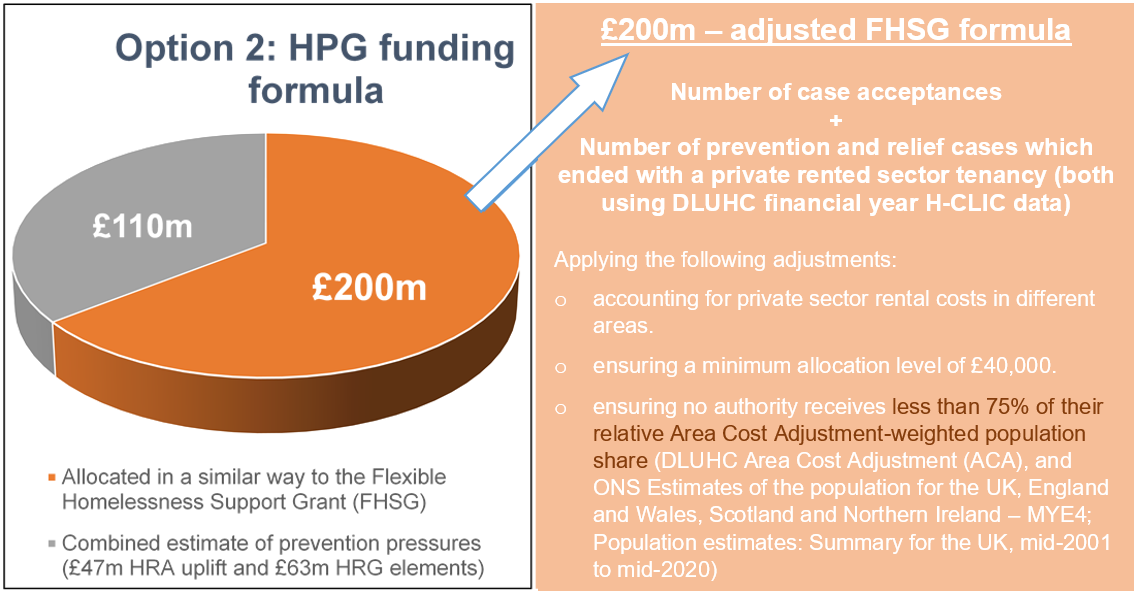 Option 2: HPG funding
formula
£110m
£200m
▪ Allocated in a similar way to the Flexible
Homelessness Support Grant (FHSG)
▪ Combined estimate of prevention pressures
(£47m HRA uplift and £63m HRG elements)
£200m – adjusted FHSG formula
Number of case acceptances
+
Number of prevention and relief cases which
ended with a private rented sector tenancy (both
using DLUHC financial year H-CLIC data)
Applying the following adjustments:
o accounting for private sector rental costs in different
areas.
o ensuring a minimum allocation level of £40,000.
o ensuring no authority receives less than 75% of their
relative Area Cost Adjustment-weighted population
share (DLUHC Area Cost Adjustment (ACA), and
ONS Estimates of the population for the UK, England
and Wales, Scotland and Northern Ireland – MYE4;
Population estimates: Summary for the UK, mid-2001
to mid-2020)